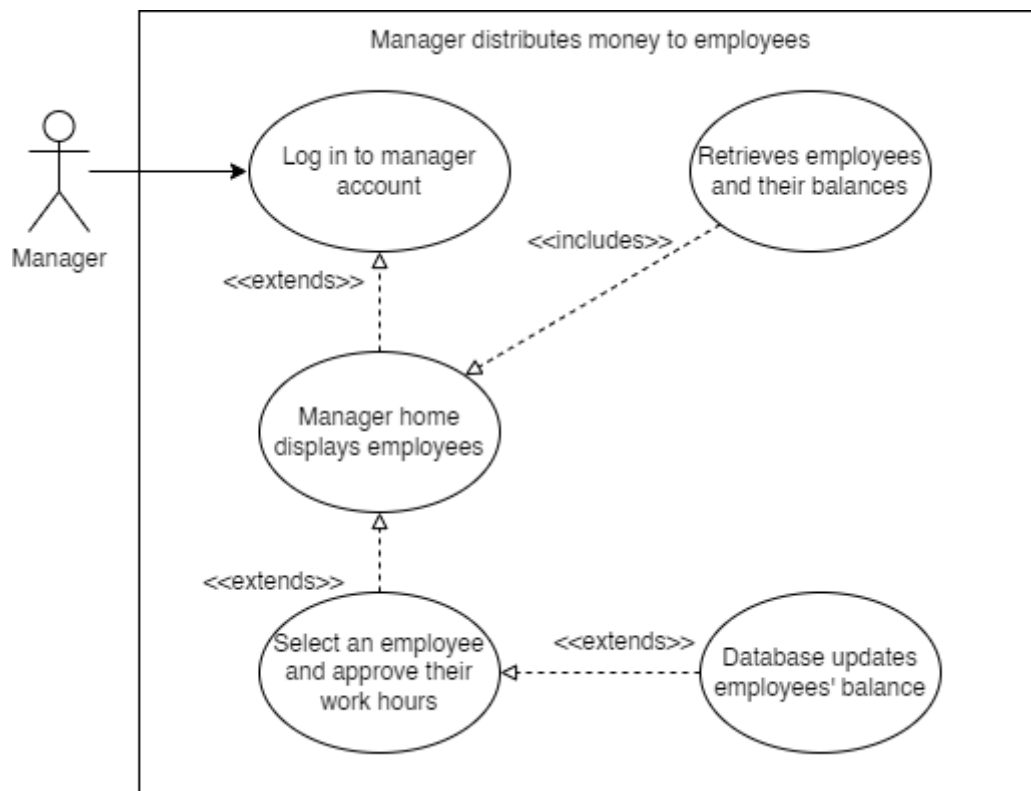 Manager distributes money to employees
Log in to manager
account
Retrieves employees
and their balances
Manager
<<includes>>
<<extends>>
Manager home
displays employees
<<extends>>
Select an employee
and approve their
work hours
<<extends>>
Database updates
employees' balance